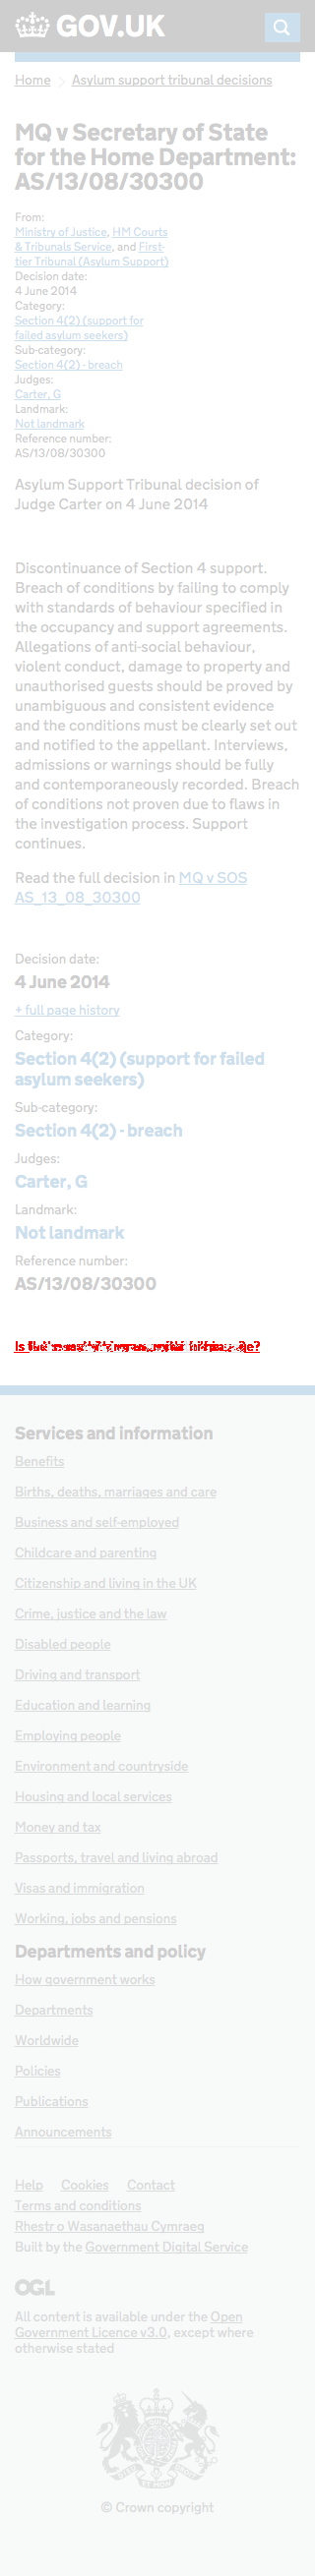 GOV.UK
Home
Asylum support tribunal decisions
MQ v Secretary of State
for the Home Department:
AS/13/08/30300
From:
Ministry of Justice, HM Courts
& Tribunals Service, and First-
tier Tribunal (Asylum Support)
Decision date:
4 June 2014
Category:
Section 4(2) (support for
failed asylum seekers)
Sub-category:
Section 4(2) - breach
Judges:
Carter, G
Landmark:
Not landmark
Reference number:
AS/13/08/30300
Asylum Support Tribunal decision of
Judge Carter on 4 June 2014
Discontinuance of Section 4 support.
Breach of conditions by failing to comply
with standards of behaviour specified in
the occupancy and support agreements.
Allegations of anti-social behaviour,
violent conduct, damage to property and
unauthorised guests should be proved by
unambiguous and consistent evidence
and the conditions must be clearly set out
and notified to the appellant. Interviews,
admissions or warnings should be fully
and contemporaneously recorded. Breach
of conditions not proven due to flaws in
the investigation process. Support
continues.
Read the full decision in MQ v SOS
AS_13_08_30300
Decision date:
4 June 2014
+ full page history
Category:
Section 4(2) (support for failed
asylum seekers)
Sub-category:
Section 4(2) - breach
Judges:
Carter, G
Landmark:
Not landmark
Reference number:
AS/13/08/30300
Services and information
Benefits
Births, deaths, marriages and care
Business and self-employed
Childcare and parenting
Citizenship and living in the UK
Crime, justice and the law
Disabled people
Driving and transport
Education and learning
Employing people
Environment and countryside
Housing and local services
Money and tax
Passports, travel and living abroad
Visas and immigration
Working, jobs and pensions
Departments and policy
How government works
Departments
Worldwide
Policies
Publications
Announcements
Help Cookies Contact
Terms and conditions
Rhestr o Wasanaethau Cymraeg
Built by the Government Digital Service
OGL
All content is available under the Open
Government Licence v3.0, except where
otherwise stated
© Crown copyright